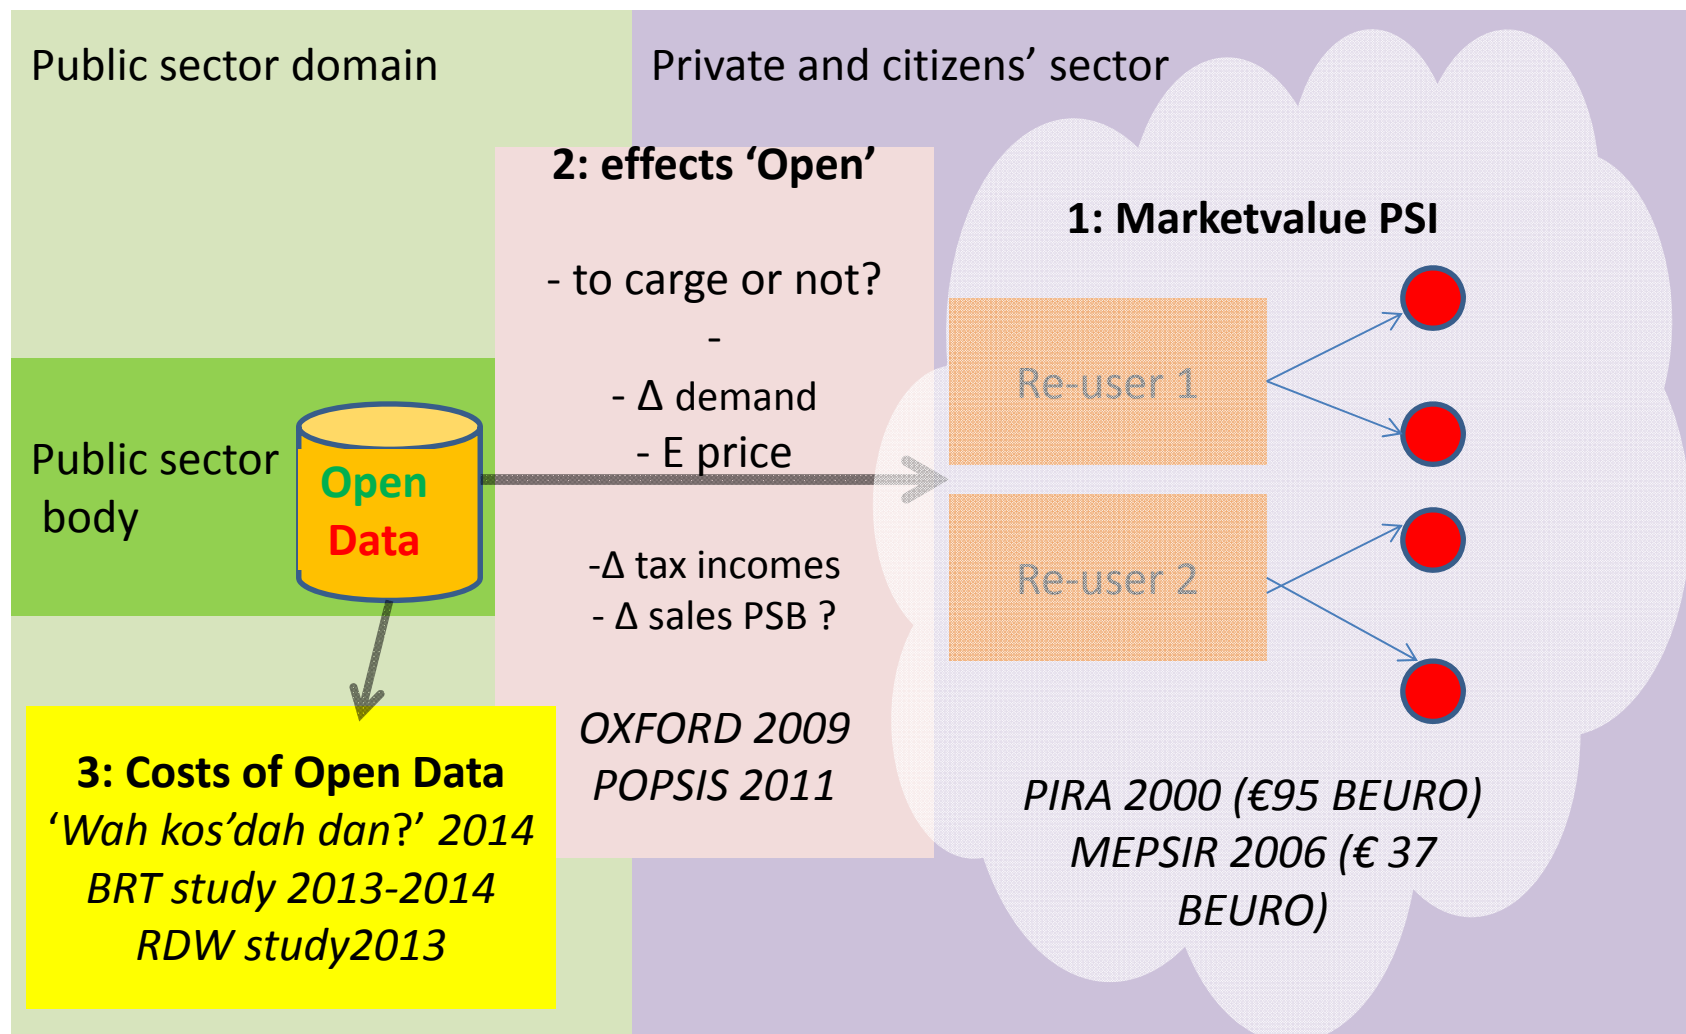 Public sector domain
Private and citizens’ sector
2: effects ‘Open’
- to carge or not?
-
- Δ demand
- E price
-Δ tax incomes
- Δ sales PSB ?
OXFORD 2009
POPSIS 2011
1: Marketvalue PSI
Re-user 1
Re-user 2
PIRA 2000 (€95 BEURO)
MEPSIR 2006 (€ 37
BEURO)
Public sector
body
Open
Data
3: Costs of Open Data
‘Wah kos’dah dan?’ 2014
BRT study 2013-2014
RDW study2013